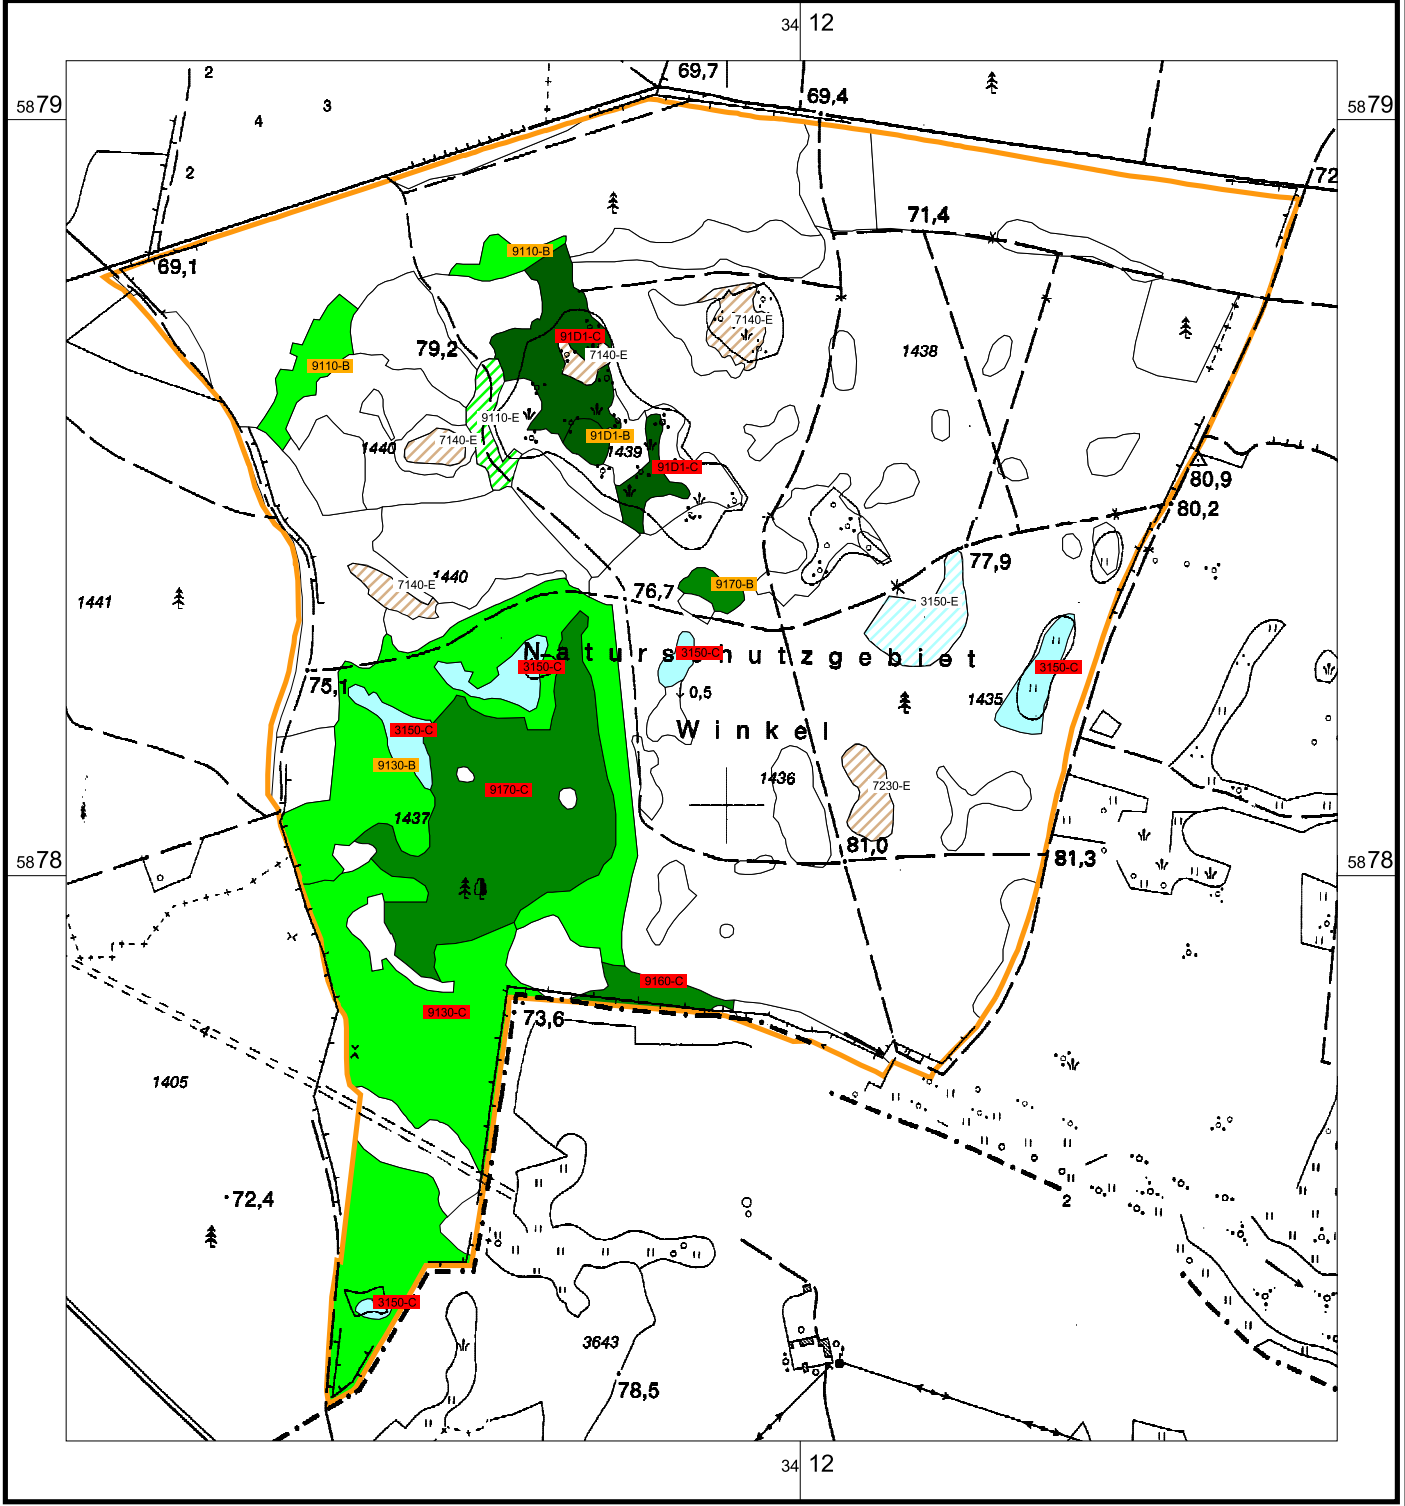 34 12
69,7
2
69,4
5879
5879
3
4
2
72
71,4
69,1
9110-B
7140-E
91D1-C
7140-E
79,2
1438
9110-B
9110-E
7140-E
1440
91D1-B
1439
91D1-C
80,9
80,2
77,9
7140-E
1440
9170-B
76,7
3150-E
1441
Naturschutzgebiet
3150-C
3150-C
3150-C
75,1
0,5
1435
3150-C
Winkel
9130-B
1436
9170-C
7230-E
1437
81,0
81,3
5878
5878
9160-C
9130-C
73,6
4
1405
72,4
2
3150-C
3643
78,5
34 12